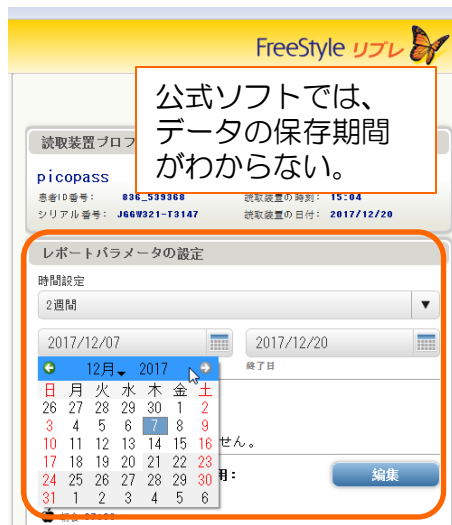 FreeStyle リブレ
公式ソフトでは、
データの保存期間
がわからない。
読取装置プロフ
picopass
患者ID番号: 836_539368 読取装置の時刻: 15:04
シリアル番号: J66W321-T3147 読取装置の日付: 2017/12/20
レポートパラメータの設定
時間設定
2週間
2017/12/07 2017/12/20
終了日
12月 2017
日 月 火 水 木 金 土
26 27 28 29 30 1 2
3 4 5 6 7 8 9
10 11 12 13 14 15 16 せん。
17 18 19 20 21 22 23
用: 編集
24 25 26 27 28 29 30
31 1 2 3 4 5 6